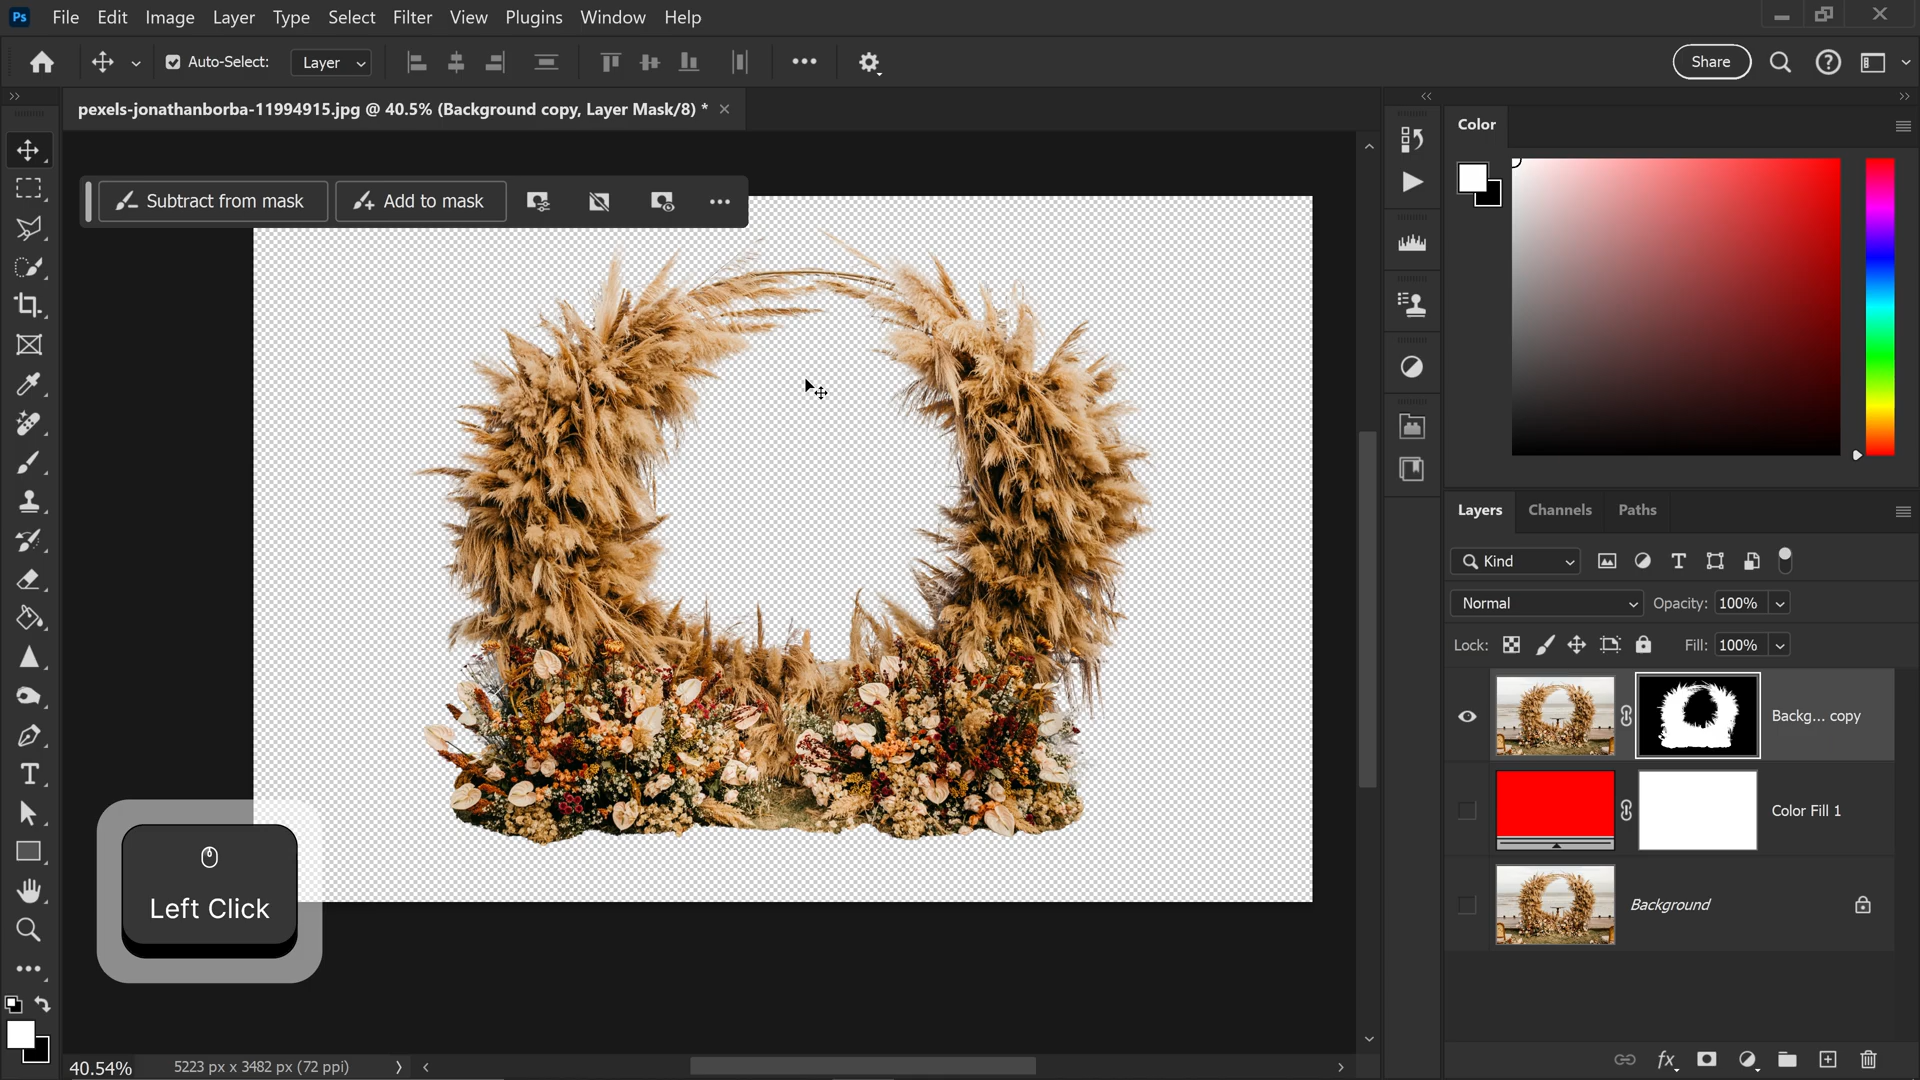 Ps File Edit Image Layer Type Select Filter View Plugins Window Help
Auto-Select: Layer Share
pexels-jonathanborba-11994915.jpg @ 40.5% (Background copy, Layer Mask/8) *
Subtract from mask Add to mask
Color
Layers Channels Paths
Kind
Normal Opacity: 100%
Lock: Fill: 100%
Backg... copy
Color Fill 1
Background
Left Click
40.54% 5223 px x 3482 px (72 ppi)